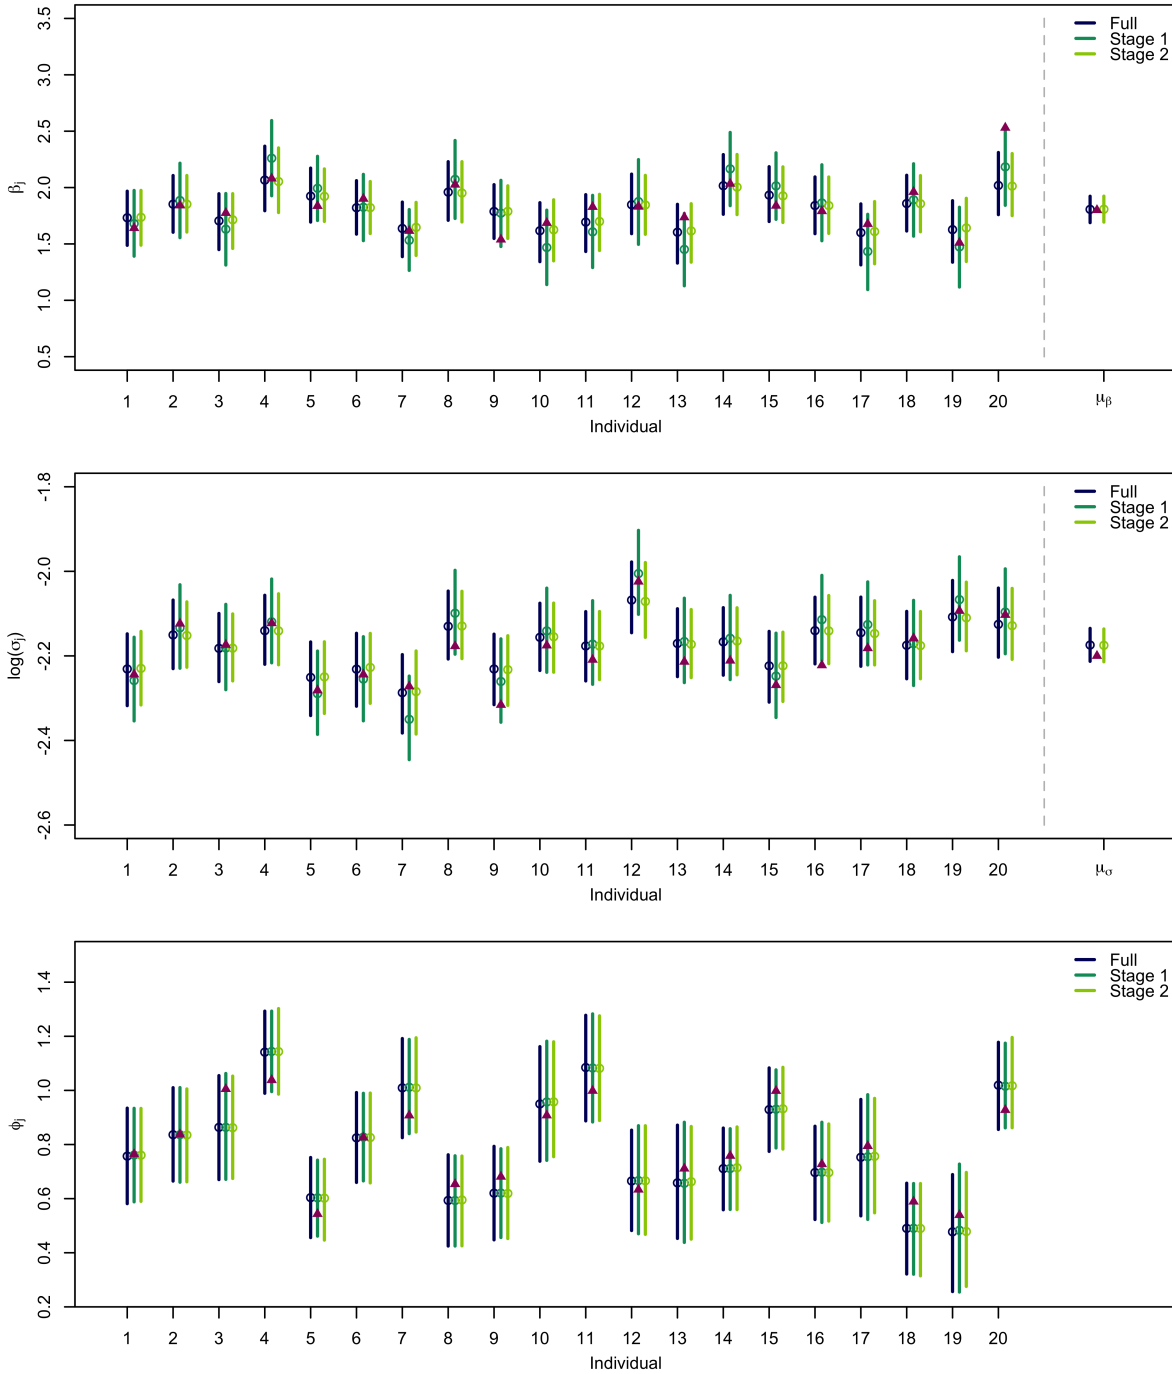 3.5
3.0
2.5
2.0
1.5
1.0
0.5
βj
Full
Stage 1
Stage 2
1 2 3 4 5 6 7 8 9 10 11 12 13 14 15 16 17 18 19 20 μβ
Individual
-1.8
-2.0
-2.2
-2.4
-2.6
log(σj)
Full
Stage 1
Stage 2
1 2 3 4 5 6 7 8 9 10 11 12 13 14 15 16 17 18 19 20 μσ
Individual
1.4
1.2
1.0
0.8
0.6
0.4
0.2
ϕj
Full
Stage 1
Stage 2
1 2 3 4 5 6 7 8 9 10 11 12 13 14 15 16 17 18 19 20
Individual